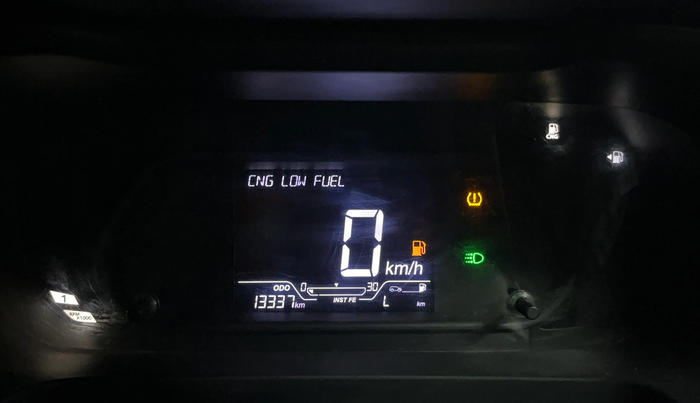 CNG
CNG LOW FUEL
0
km/h
ODO 0 30
1 13337km INST FE L km
RPM
x1000